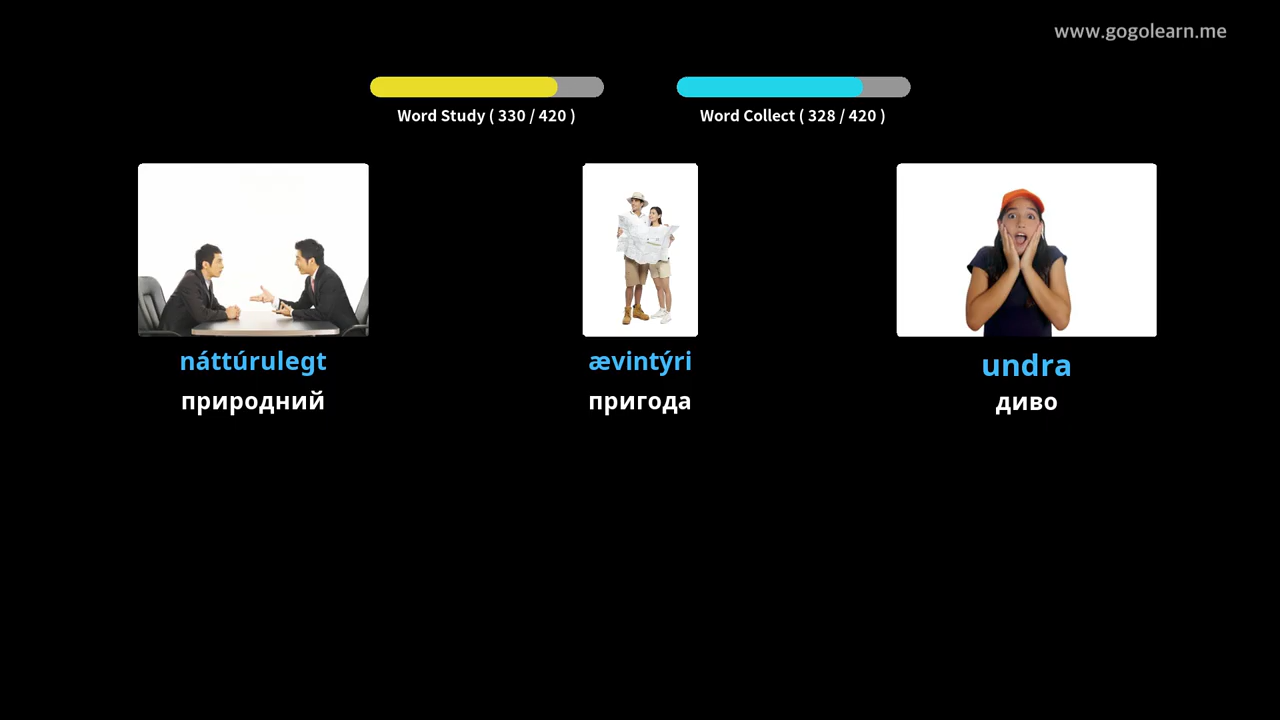 www.gogolearn.me
Word Study ( 330 / 420 )
Word Collect ( 328 / 420 )
náttúrulegt
ævintýri
undra
природний
пригода
диво